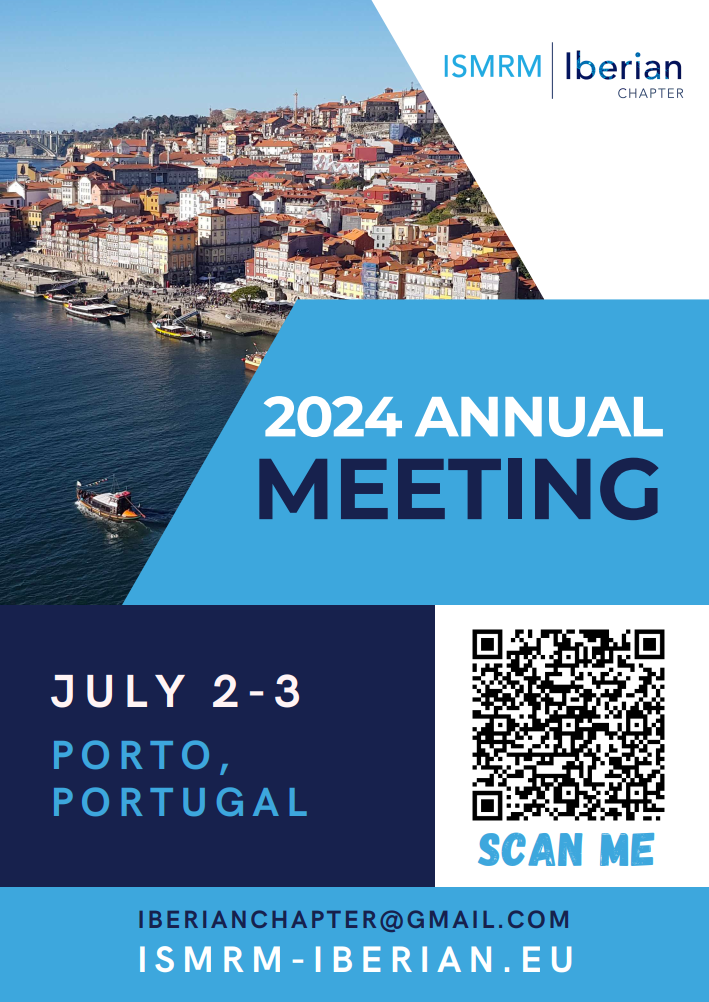 ISMRM | Iberian
CHAPTER
2024 ANNUAL
MEETING
JULY 2-3
PORTO,
PORTUGAL
SCAN ME
IBERIANCHAPTER@GMAIL.COM
ISMRM-IBERIAN.EU